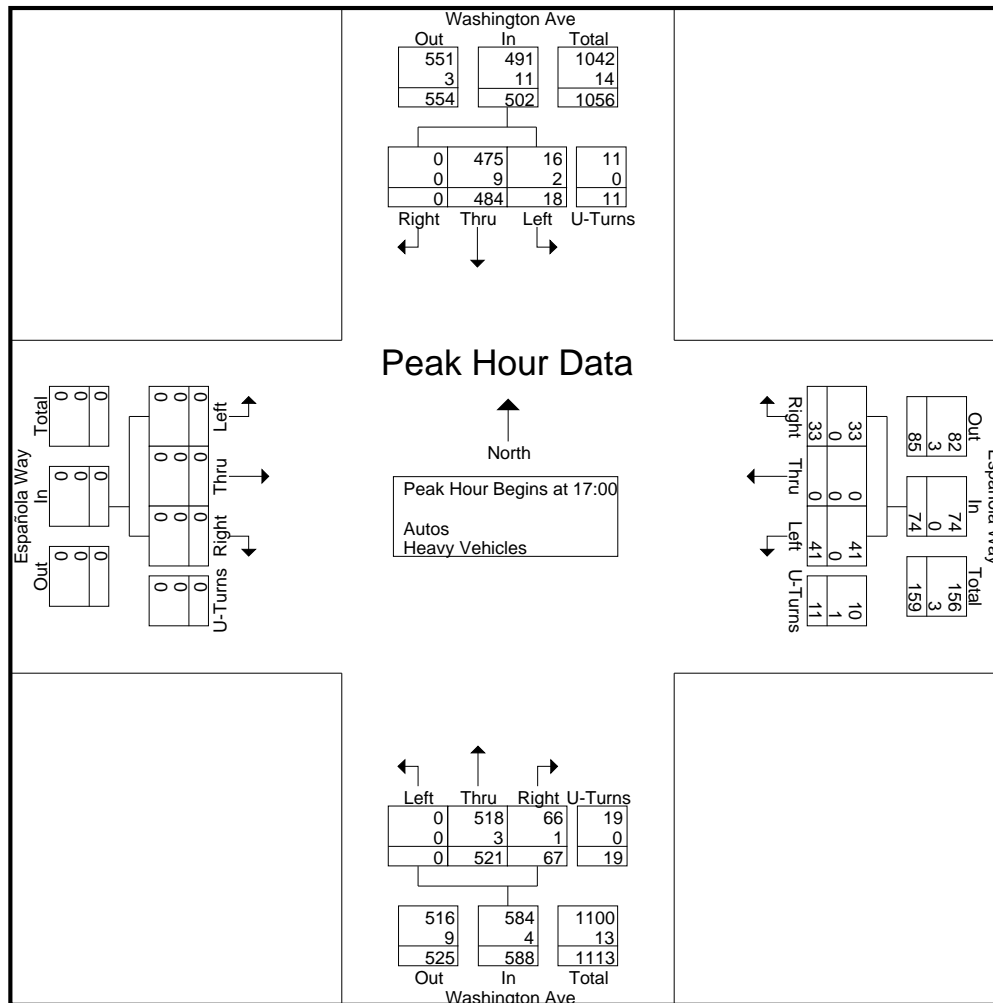 Washington Ave
Out In Total
551 491 1042
3 11 14
554 502 1056
0 475 16 11
0 9 2 0
0 484 18 11
Right Thru Left U-Turns
Peak Hour Data
North
Peak Hour Begins at 17:00
Autos
Heavy Vehicles
Española Way
Total In Out
0 0 0
0 0 0
0 0 0
Left Thru Right U-Turns
0 0 0 0
0 0 0 0
0 0 0 0
Right Thru Left U-Turns
33 0 41 10
0 0 0 1
33 0 41 11
Española Way
Out In Total
82 74 156
3 0 3
85 74 159
Left Thru Right U-Turns
0 518 66 19
0 3 1 0
0 521 67 19
516 584 1100
9 4 13
525 588 1113
Out In Total
Washington Ave